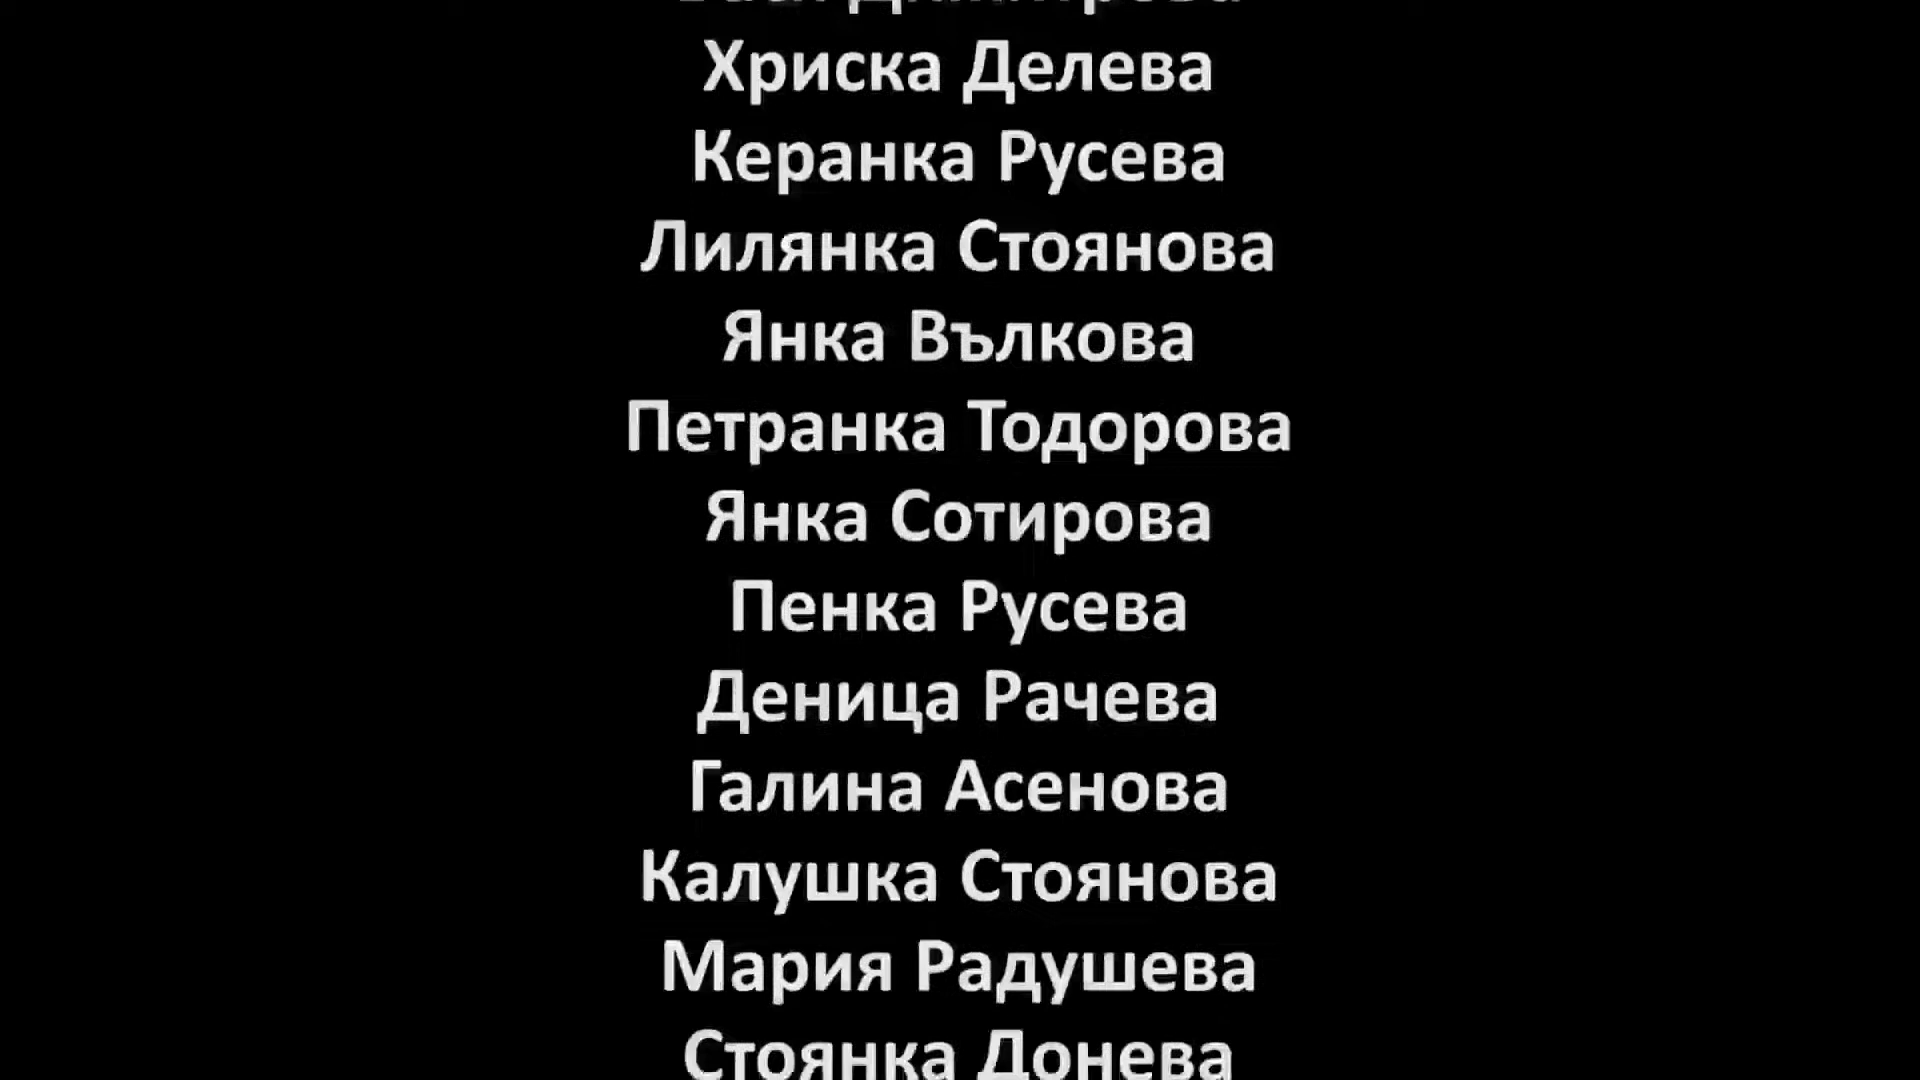 Димитрова
Хриска Делева
Керанка Русева
Лилянка Стоянова
Янка Вълкова
Петранка Тодорова
Янка Сотирова
Пенка Русева
Деница Рачева
Галина Асенова
Калушка Стоянова
Мария Радушева
Стоянка Донева